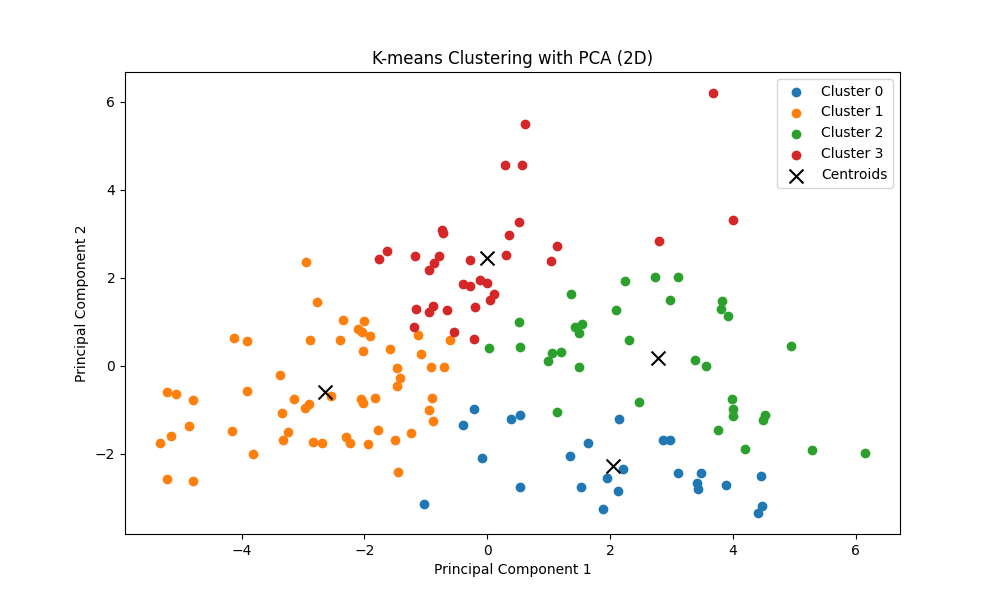 K-means Clustering with PCA (2D)
Cluster 0
Cluster 1
Cluster 2
Cluster 3
Centroids
Principal Component 2
6
4
2
0
−2
−4
−2
0
2
4
6
Principal Component 1